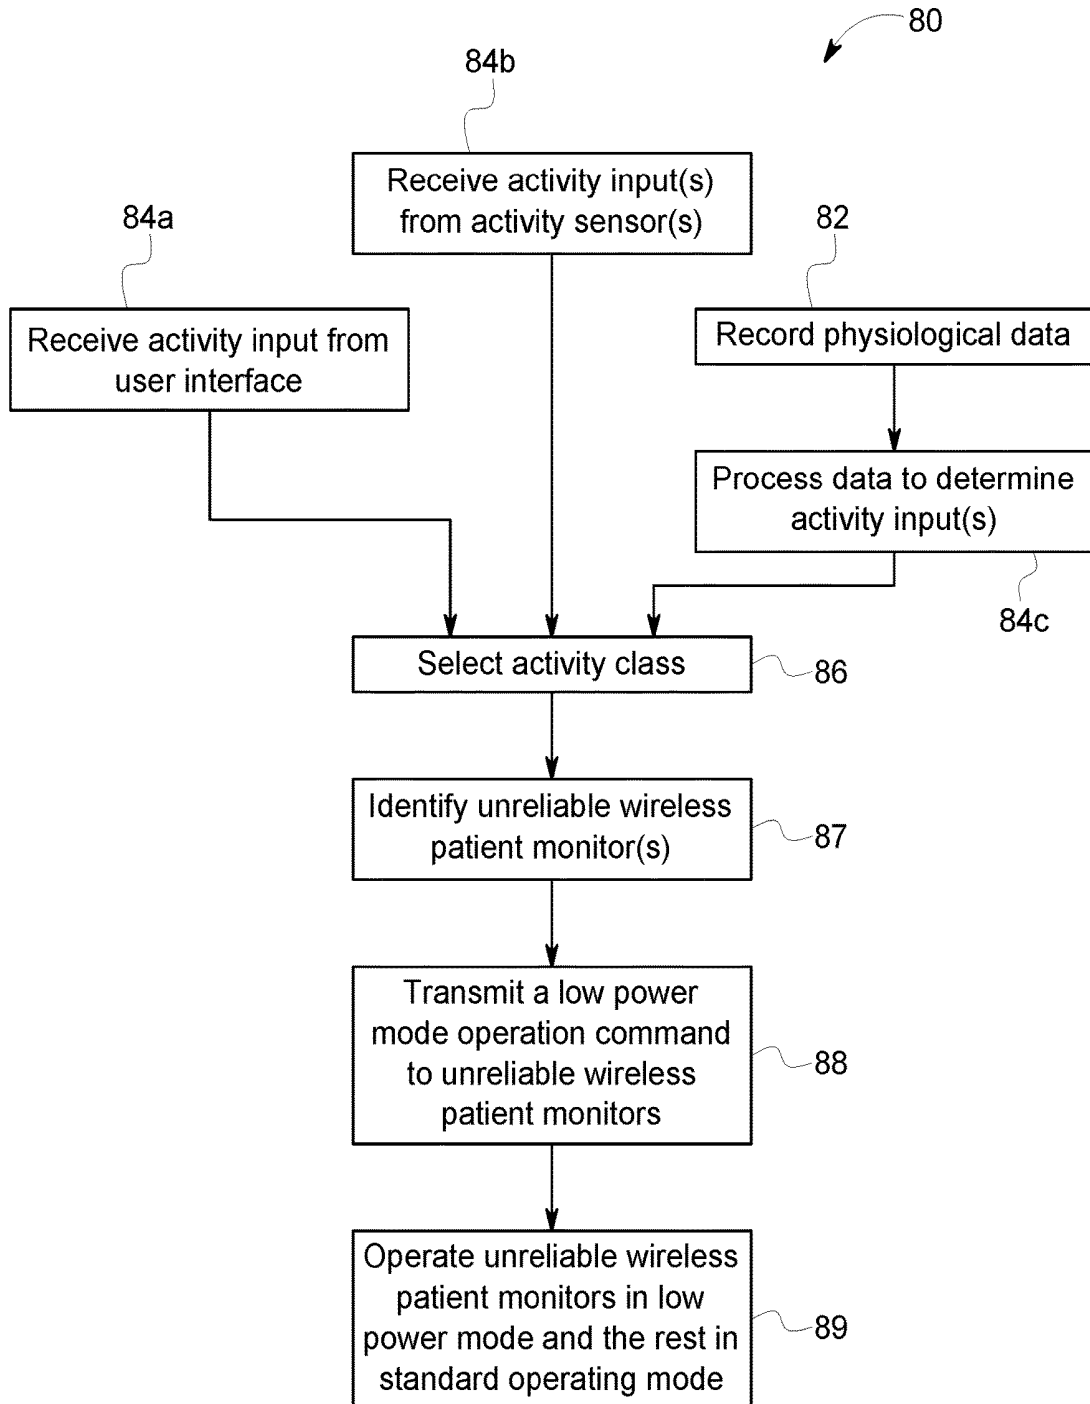 80
84b
Receive activity input(s)
from activity sensor(s)
84a
82
Receive activity input from
user interface
Record physiological data
Process data to determine
activity input(s)
84c
Select activity class
86
Identify unreliable wireless
patient monitor(s)
87
Transmit a low power
mode operation command
to unreliable wireless
patient monitors
88
Operate unreliable wireless
patient monitors in low
power mode and the rest in
standard operating mode
89